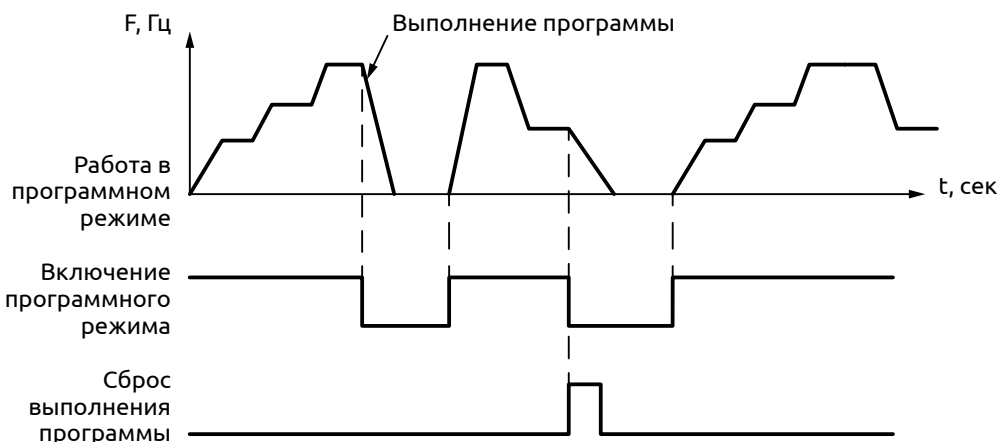 F, Гц
Выполнение программы
Работа в
программном
режиме
t, сек
Включение
программного
режима
Сброс
выполнения
программы